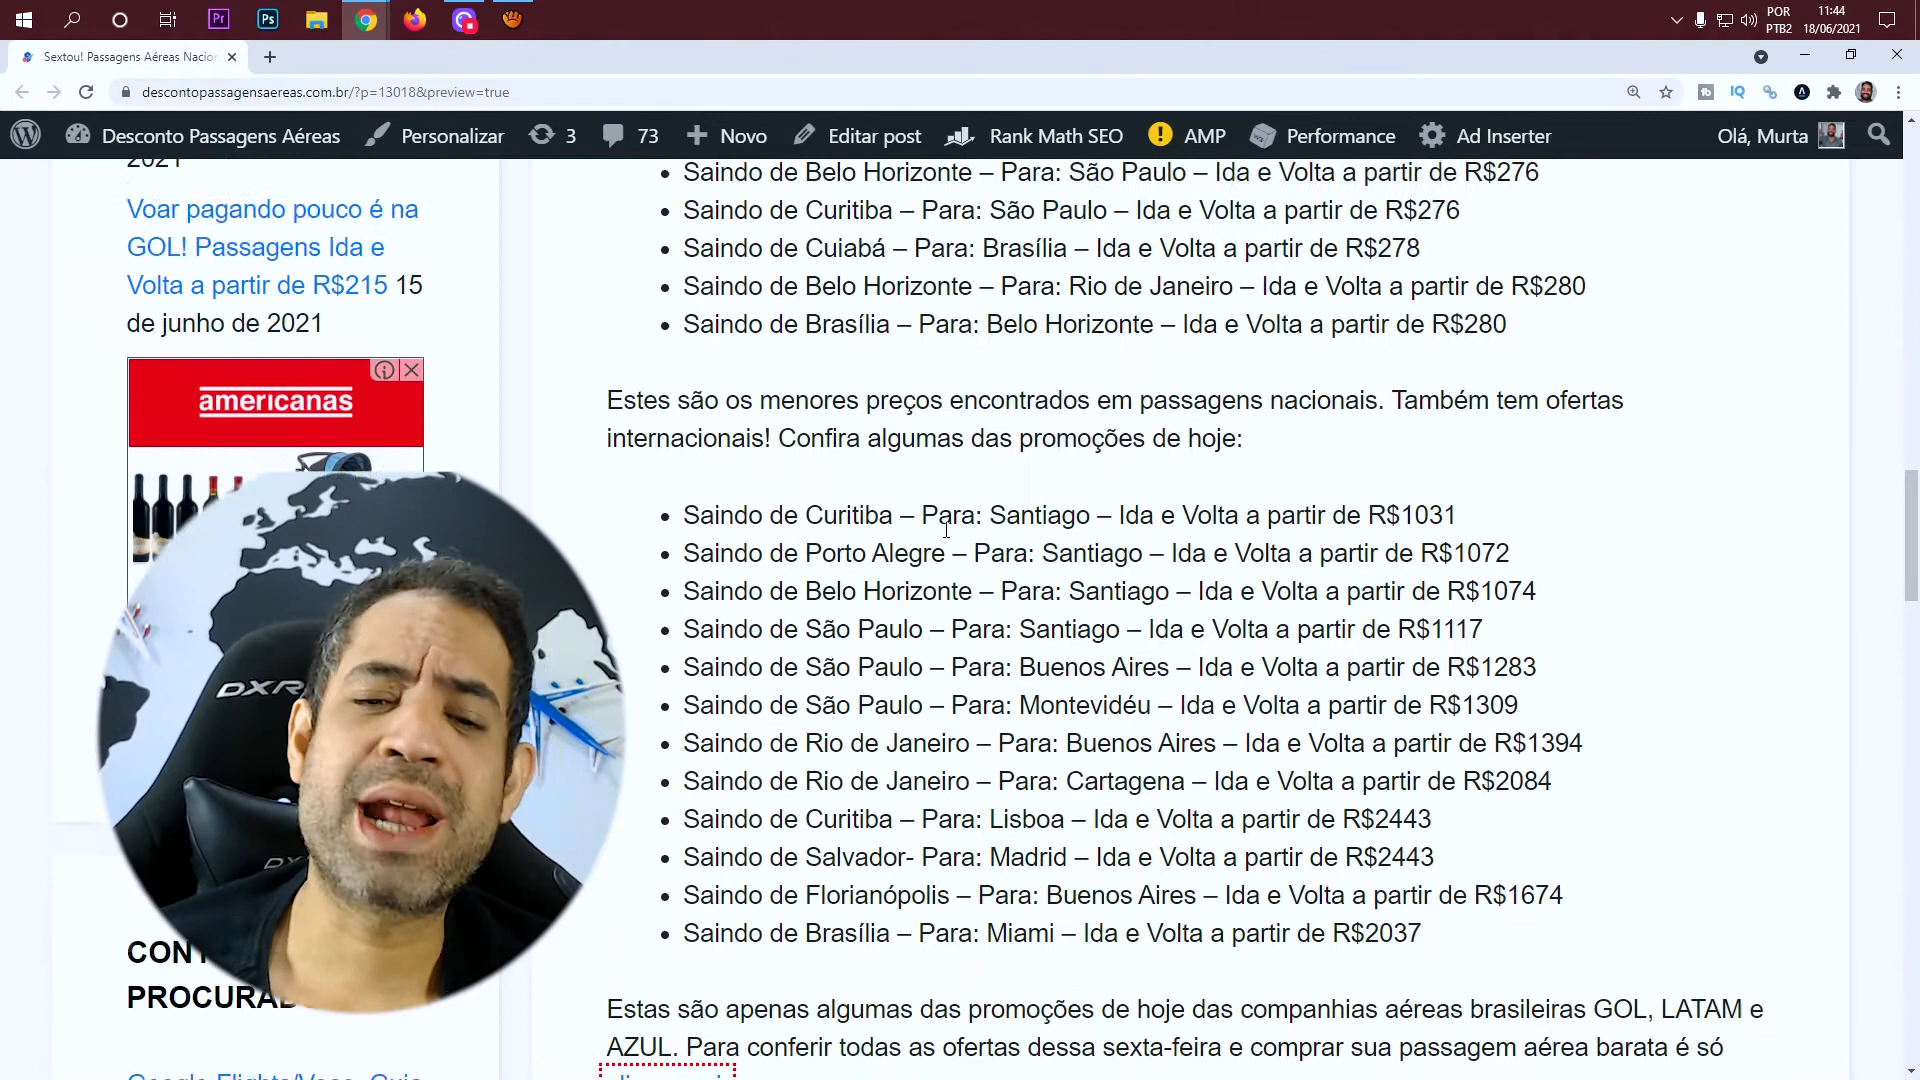 POR
PTB2
11:44
18/06/2021
Sextou! Passagens Aéreas Nacion
descontopassagensaereas.com.br/?p=13018&preview=true
Desconto Passagens Aéreas
Personalizar
3
73
Novo
Editar post
Rank Math SEO
AMP
Performance
Ad Inserter
Olá, Murta
2021
Voar pagando pouco é na
GOL! Passagens Ida e
Volta a partir de R$215 15
de junho de 2021
americanas
DXR
CON
PROCURAD
Saindo de Belo Horizonte – Para: São Paulo – Ida e Volta a partir de R$276
Saindo de Curitiba – Para: São Paulo – Ida e Volta a partir de R$276
Saindo de Cuiabá – Para: Brasília – Ida e Volta a partir de R$278
Saindo de Belo Horizonte – Para: Rio de Janeiro – Ida e Volta a partir de R$280
Saindo de Brasília – Para: Belo Horizonte – Ida e Volta a partir de R$280
Estes são os menores preços encontrados em passagens nacionais. Também tem ofertas
internacionais! Confira algumas das promoções de hoje:
Saindo de Curitiba – Para: Santiago – Ida e Volta a partir de R$1031
Saindo de Porto Alegre – Para: Santiago – Ida e Volta a partir de R$1072
Saindo de Belo Horizonte – Para: Santiago – Ida e Volta a partir de R$1074
Saindo de São Paulo – Para: Santiago – Ida e Volta a partir de R$1117
Saindo de São Paulo – Para: Buenos Aires – Ida e Volta a partir de R$1283
Saindo de São Paulo – Para: Montevidéu – Ida e Volta a partir de R$1309
Saindo de Rio de Janeiro – Para: Buenos Aires – Ida e Volta a partir de R$1394
Saindo de Rio de Janeiro – Para: Cartagena – Ida e Volta a partir de R$2084
Saindo de Curitiba – Para: Lisboa – Ida e Volta a partir de R$2443
Saindo de Salvador- Para: Madrid – Ida e Volta a partir de R$2443
Saindo de Florianópolis – Para: Buenos Aires – Ida e Volta a partir de R$1674
Saindo de Brasília – Para: Miami – Ida e Volta a partir de R$2037
Estas são apenas algumas das promoções de hoje das companhias aéreas brasileiras GOL, LATAM e
AZUL. Para conferir todas as ofertas dessa sexta-feira e comprar sua passagem aérea barata é só